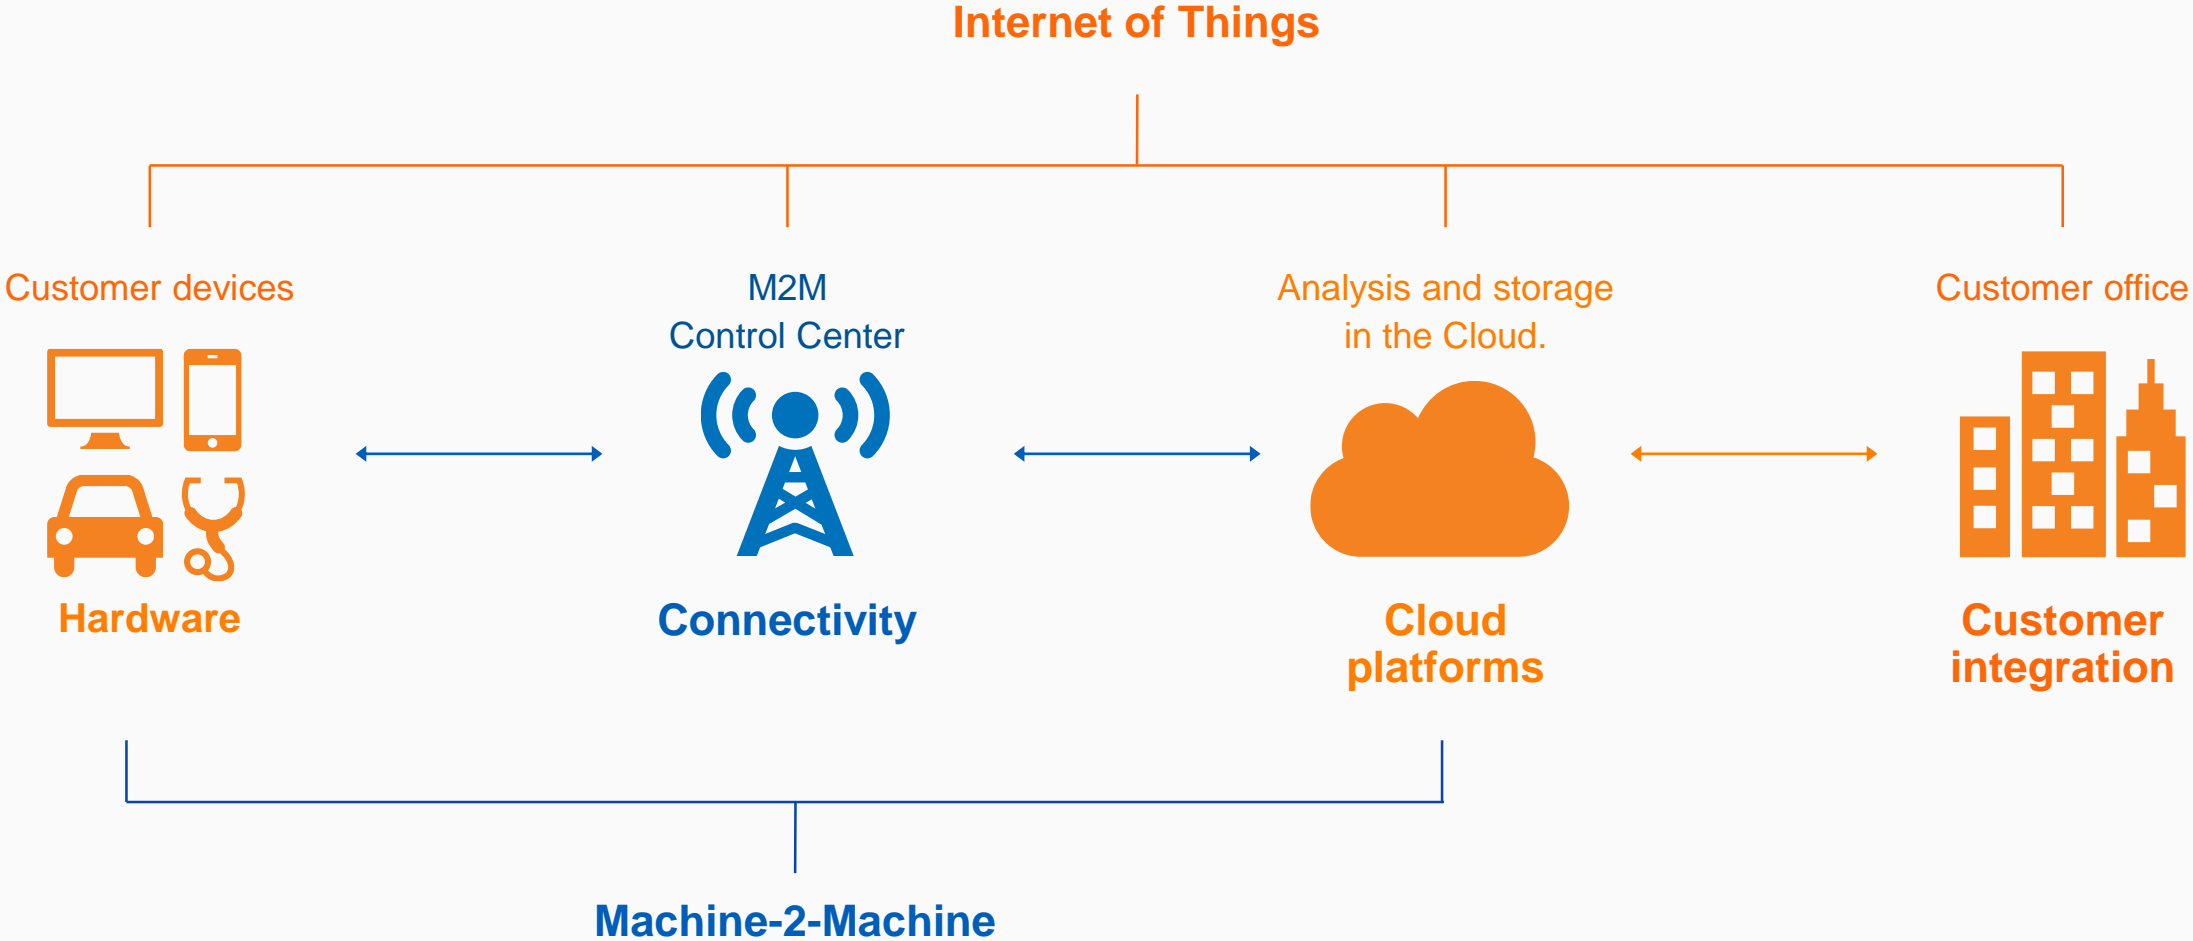 Internet of Things
Customer devices
M2M
Control Center
Analysis and storage
in the Cloud.
Customer office
Hardware
Connectivity
Cloud
platforms
Customer
integration
Machine-2-Machine